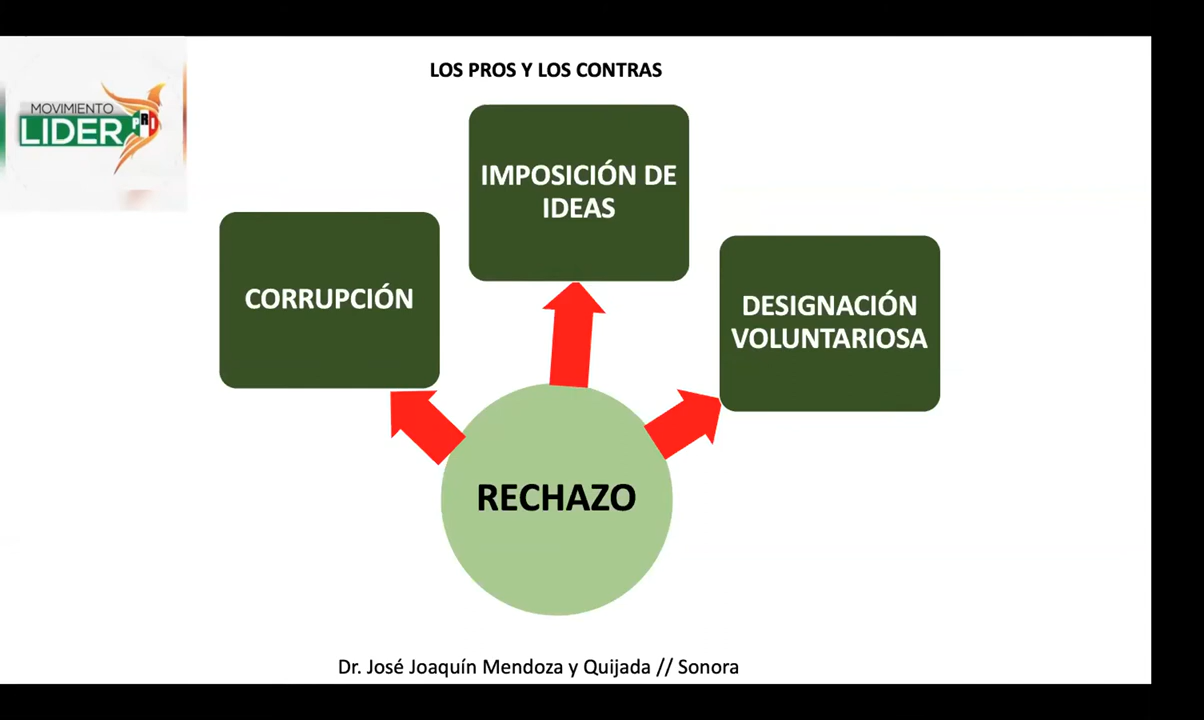 LOS PROS Y LOS CONTRAS
MOVIMIENTO
LIDER
PRI
IMPOSICIÓN DE
IDEAS
CORRUPCIÓN
DESIGNACIÓN
VOLUNTARIOSA
RECHAZO
Dr. José Joaquín Mendoza y Quijada // Sonora